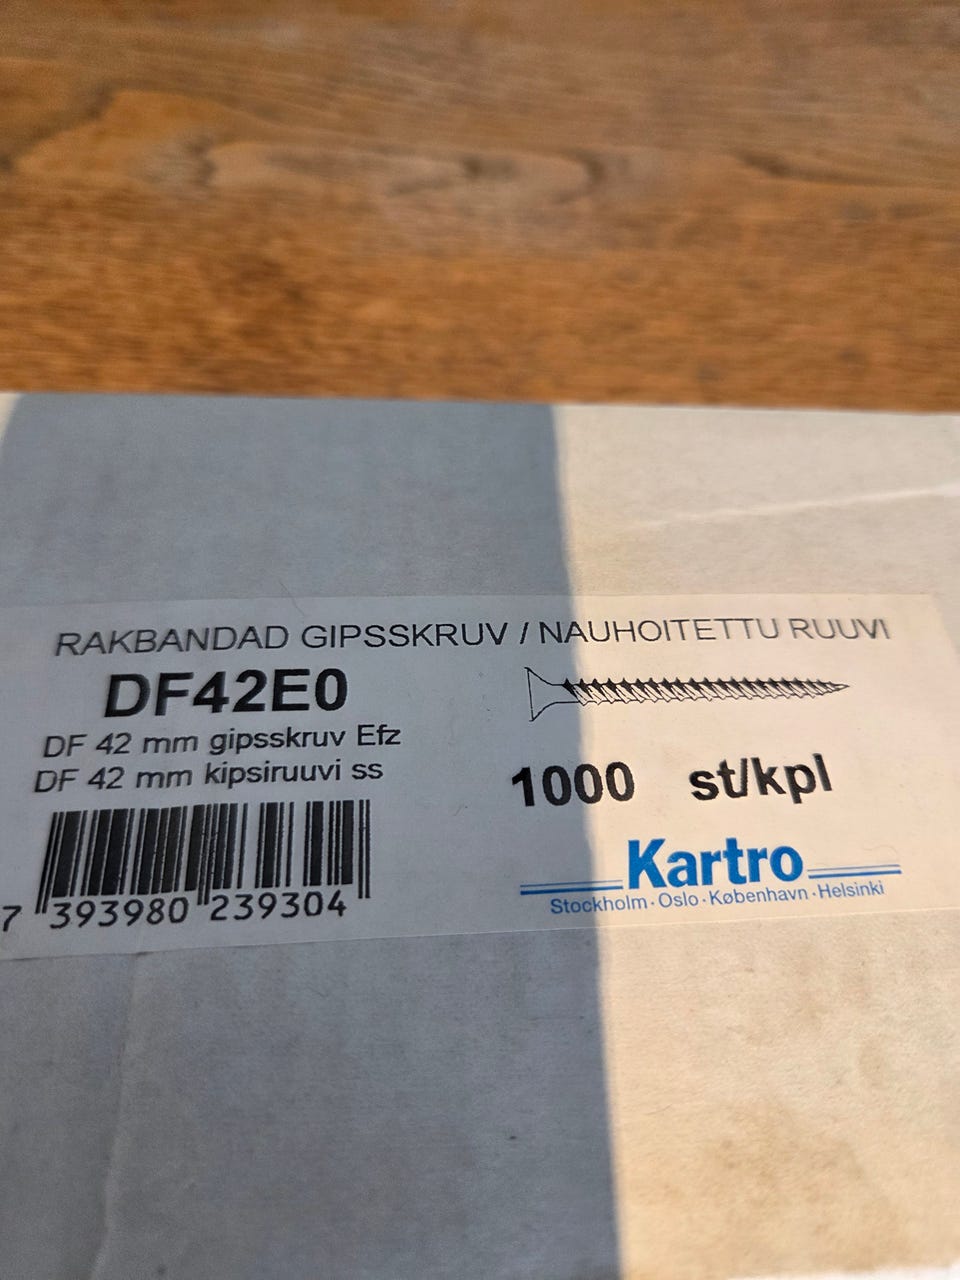 RAKBANDAD GIPSSKRUV / NAUHOITETTU RUUVI
DF42E0
DF 42 mm gipsskruv Efz
DF 42 mm kipsiruuvi ss
1000 st/kpl
7 393980 239304
Kartro
Stockholm · Oslo · København · Helsinki